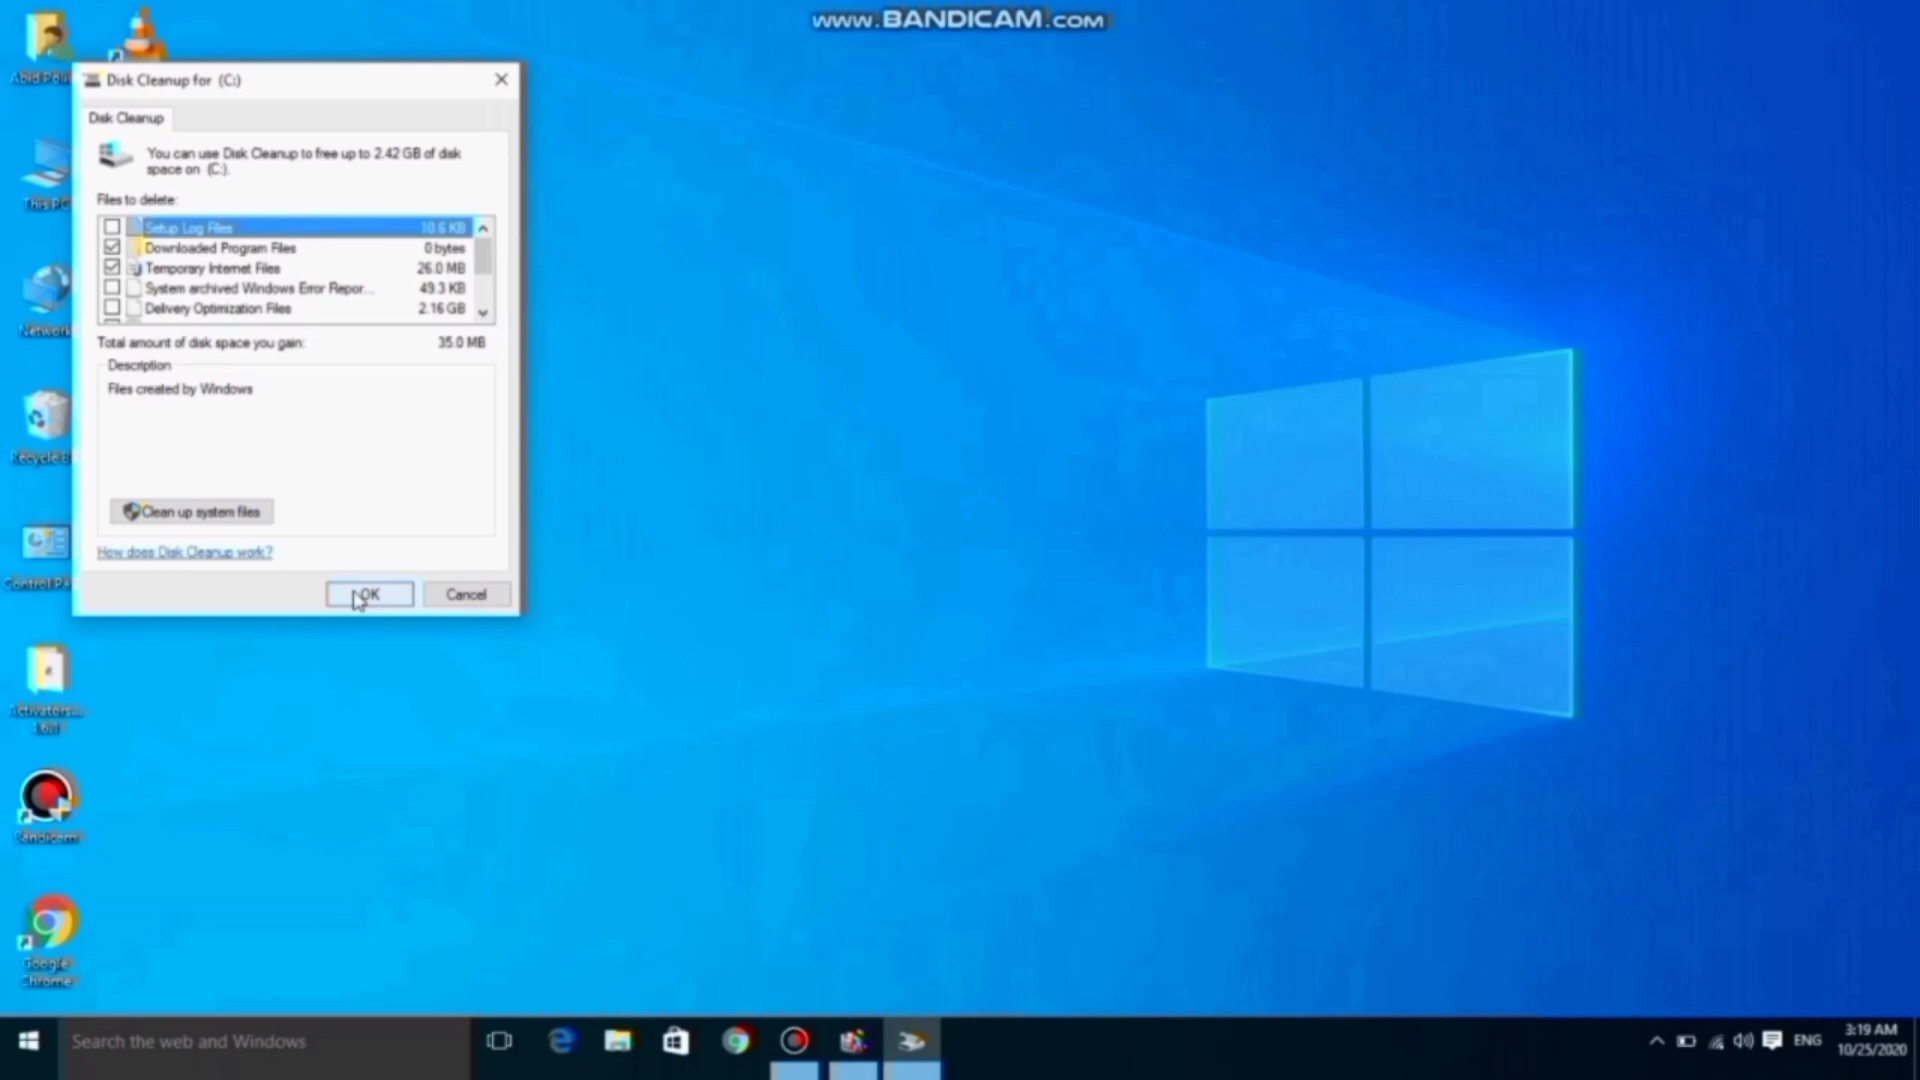 www.BANDICAM.com
Disk Cleanup for (C:)
Disk Cleanup
You can use Disk Cleanup to free up to 2.42 GB of disk
space on (C:).
Files to delete:
Setup Log Files 10.6 KB
Downloaded Program Files 0 bytes
Temporary Internet Files 26.0 MB
System archived Windows Error Repor... 49.3 KB
Delivery Optimization Files 2.16 GB
Total amount of disk space you gain: 35.0 MB
Description
Files created by Windows
Clean up system files
How does Disk Cleanup work?
OK
Cancel
This PC
Network
Recycle B
Control Pa
Bandicam
Google
Chrome
Search the web and Windows
ENG
3:19 AM
10/25/2020